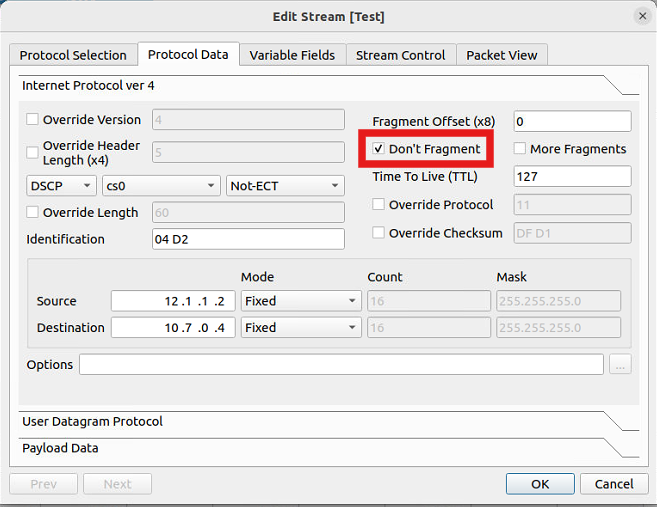 Edit Stream [Test]
Protocol Selection Protocol Data Variable Fields Stream Control Packet View
Internet Protocol ver 4
Override Version 4 Fragment Offset (x8) 0
Override Header Length (x4) 5 Don't Fragment More Fragments
DSCP cs0 Not-ECT Time To Live (TTL) 127
Override Length 60 Override Protocol 11
Identification 04 D2 Override Checksum DF D1
Mode Count Mask
Source 12 .1 .1 .2 Fixed 16 255.255.255.0
Destination 10 .7 .0 .4 Fixed 16 255.255.255.0
Options ...
User Datagram Protocol
Payload Data
Prev Next OK Cancel